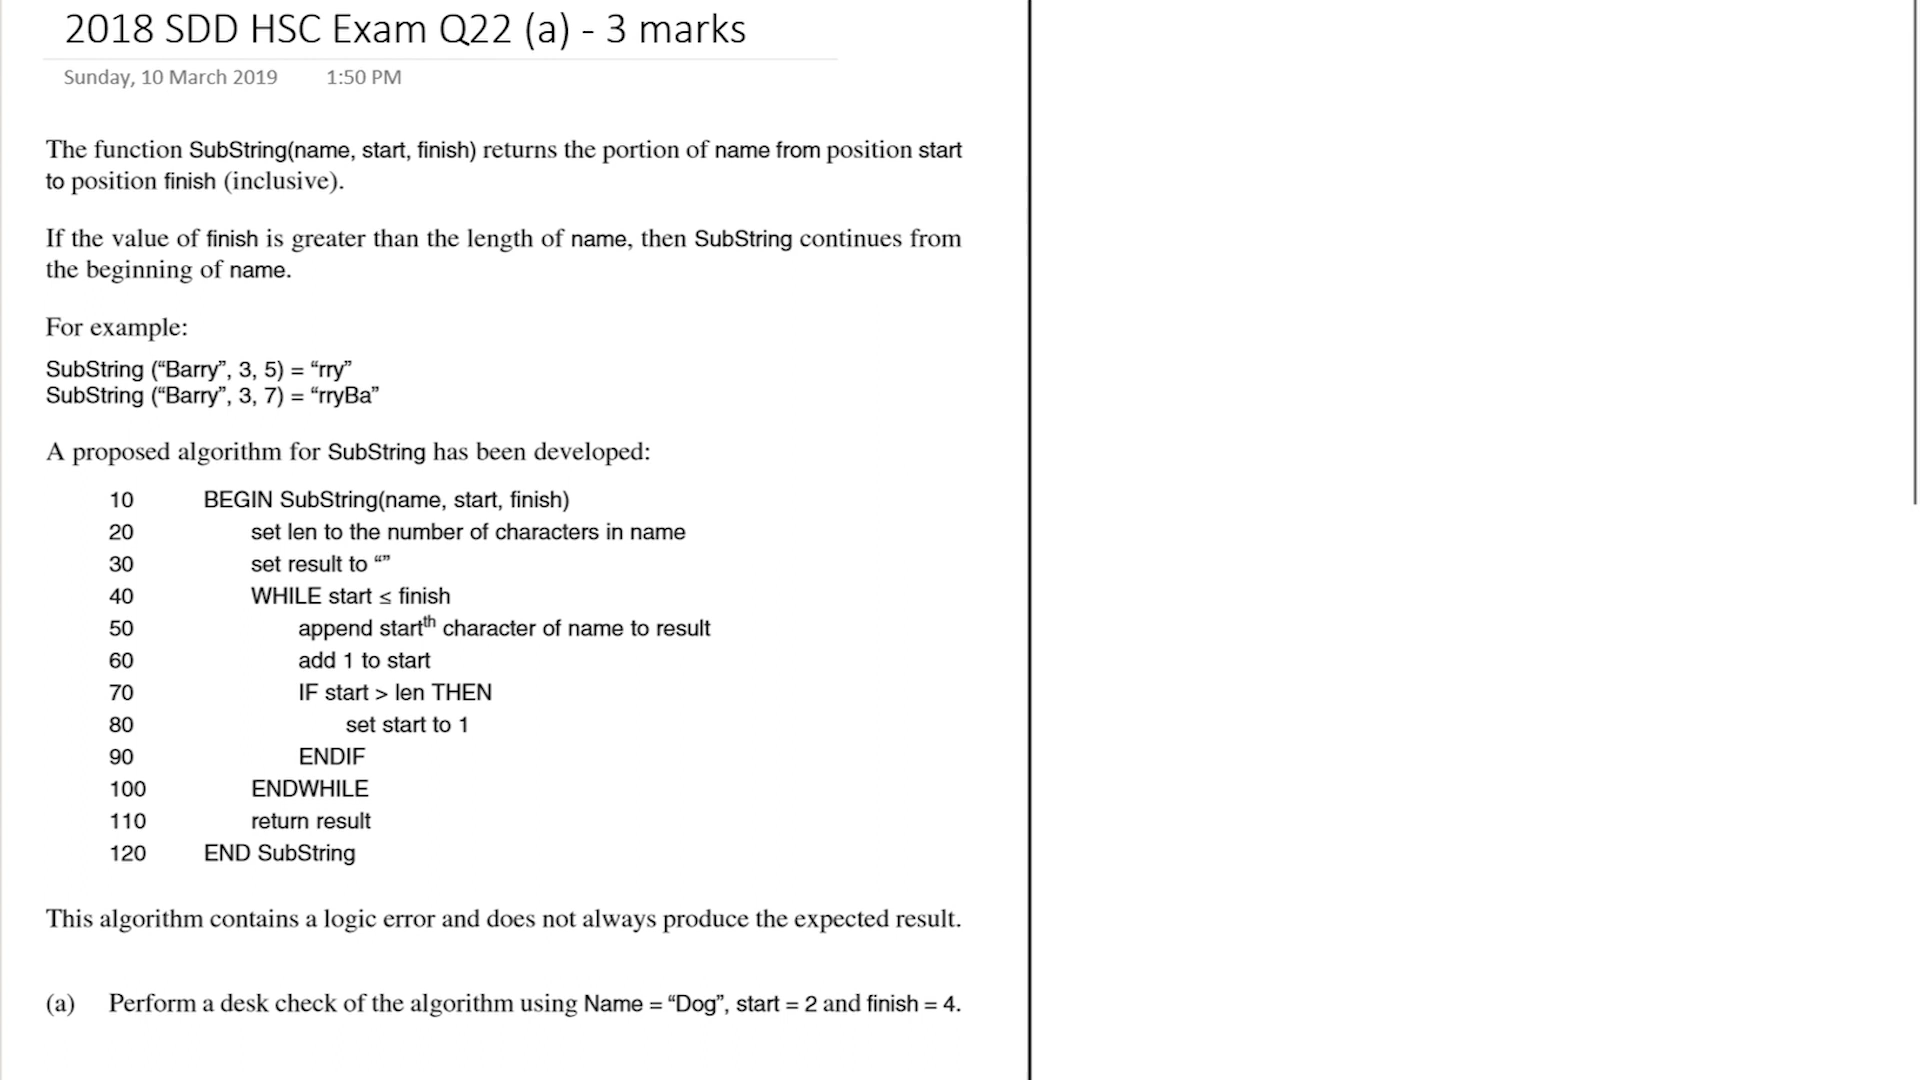 2018 SDD HSC Exam Q22 (a) - 3 marks
Sunday, 10 March 2019 1:50 PM
The function SubString(name, start, finish) returns the portion of name from position start
to position finish (inclusive).
If the value of finish is greater than the length of name, then SubString continues from
the beginning of name.
For example:
SubString (“Barry”, 3, 5) = “rry”
SubString (“Barry”, 3, 7) = “rryBa”
A proposed algorithm for SubString has been developed:
10 BEGIN SubString(name, start, finish)
20 set len to the number of characters in name
30 set result to “”
40 WHILE start ≤ finish
50 append startᵗʰ character of name to result
60 add 1 to start
70 IF start > len THEN
80 set start to 1
90 ENDIF
100 ENDWHILE
110 return result
120 END SubString
This algorithm contains a logic error and does not always produce the expected result.
(a) Perform a desk check of the algorithm using Name = “Dog”, start = 2 and finish = 4.